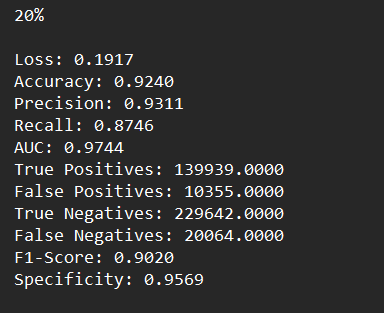 20%
Loss: 0.1917
Accuracy: 0.9240
Precision: 0.9311
Recall: 0.8746
AUC: 0.9744
True Positives: 139939.0000
False Positives: 10355.0000
True Negatives: 229642.0000
False Negatives: 20064.0000
F1-Score: 0.9020
Specificity: 0.9569